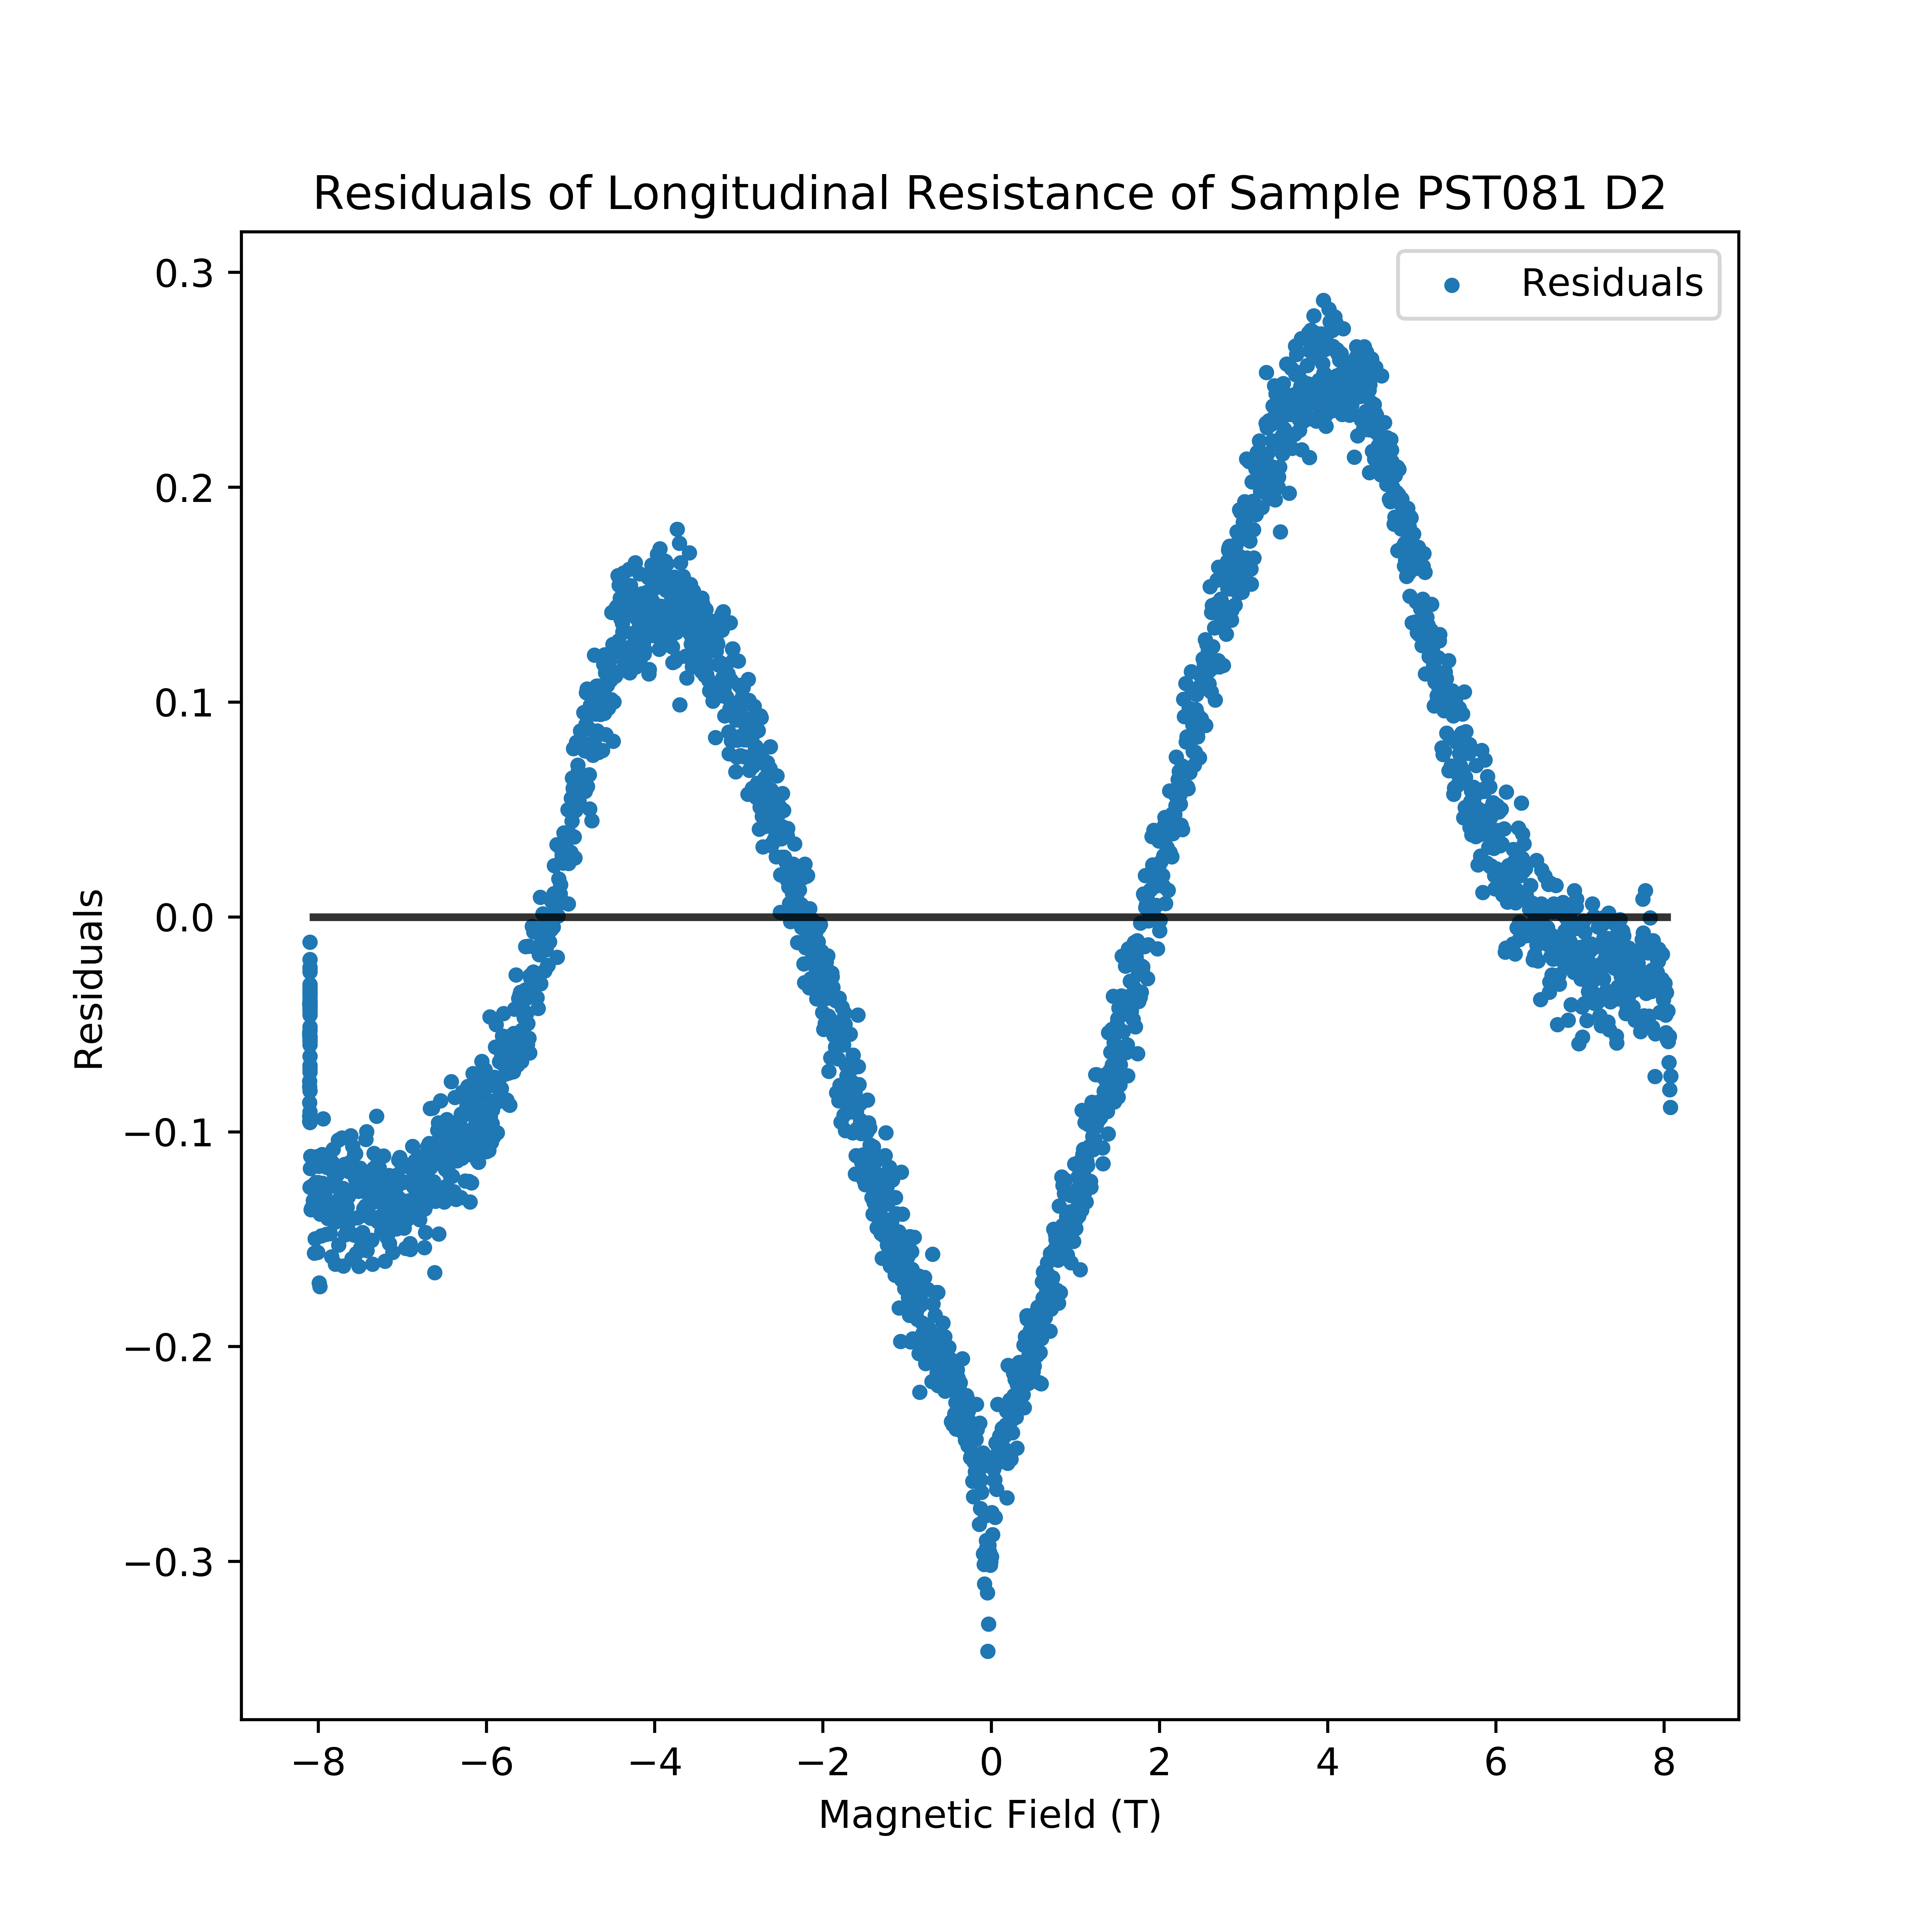 Residuals of Longitudinal Resistance of Sample PST081 D2
Residuals
0.3
0.2
0.1
0.0
−0.1
−0.2
−0.3
Residuals
−8 −6 −4 −2 0 2 4 6 8
Magnetic Field (T)